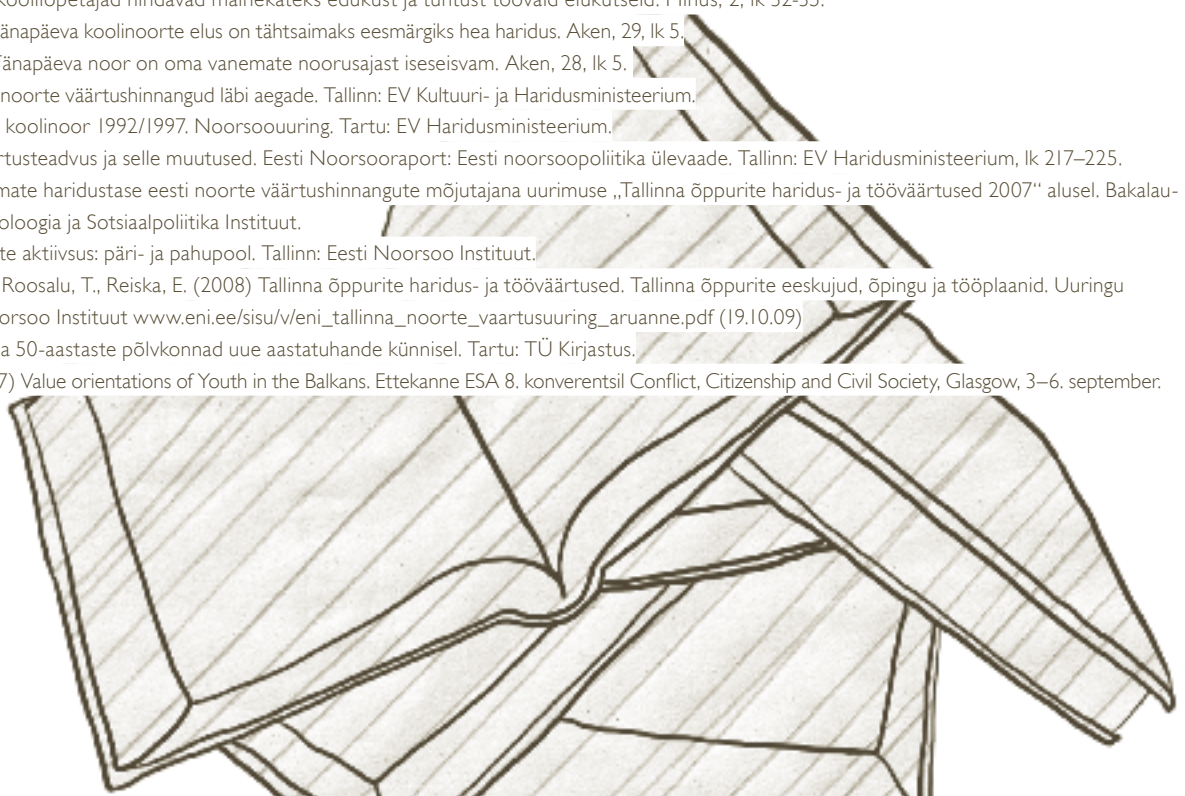 koolilõpetajad hindavad mainekateks edukust ja tuntust toovaid elukutseid. Plinus, 2, lk 32-35.
änapäeva koolinoorte elus on tähtsaimaks eesmärgiks hea haridus. Aken, 29, lk 5.
änapäeva noor on oma vanemate noorusajast iseseisvam. Aken, 28, lk 5.
noorte väärtushinnangud läbi aegade. Tallinn: EV Kultuuri- ja Haridusministeerium.
koolinoor 1992/1997. Noorsoouuring. Tartu: EV Haridusministeerium.
rtusteadvus ja selle muutused. Eesti Noorsooraport: Eesti noorsoopoliitika ülevaade. Tallinn: EV Haridusministeerium, lk 217–225.
mate haridustase eesti noorte väärtushinnangute mõjutajana uurimuse „Tallinna õppurite haridus- ja tööväärtused 2007“ alusel. Bakalau-
oloogia ja Sotsiaalpoliitika Instituut.
te aktiivsus: päri- ja pahupool. Tallinn: Eesti Noorsoo Instituut.
Roosalu, T., Reiska, E. (2008) Tallinna õppurite haridus- ja tööväärtused. Tallinna õppurite eeskujud, õpingu ja tööplaanid. Uuringu
orsoo Instituut www.eni.ee/sisu/v/eni_tallinna_noorte_vaartusuuring_aruanne.pdf (19.10.09)
a 50-aastaste põlvkonnad uue aastatuhande künnisel. Tartu: TÜ Kirjastus.
7) Value orientations of Youth in the Balkans. Ettekanne ESA 8. konverentsil Conflict, Citizenship and Civil Society, Glasgow, 3–6. september.